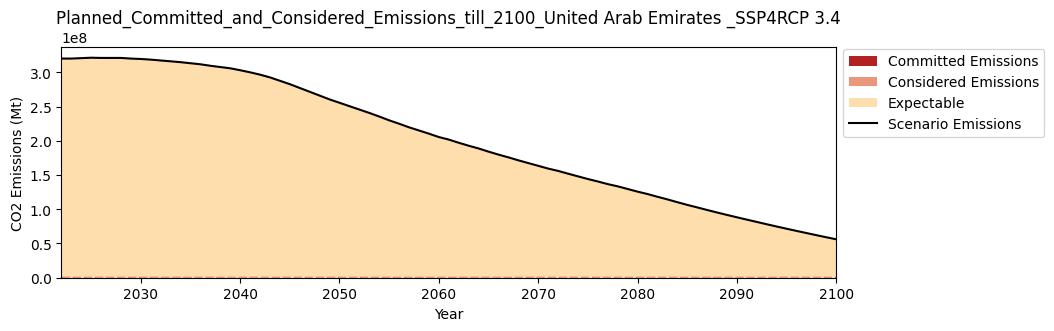 Planned_Committed_and_Considered_Emissions_till_2100_United Arab Emirates _SSP4RCP 3.4
1e8
3.0
2.5
2.0
1.5
1.0
0.5
0.0
CO2 Emissions (Mt)
2030
2040
2050
2060
2070
2080
2090
2100
Year
Committed Emissions
Considered Emissions
Expectable
Scenario Emissions